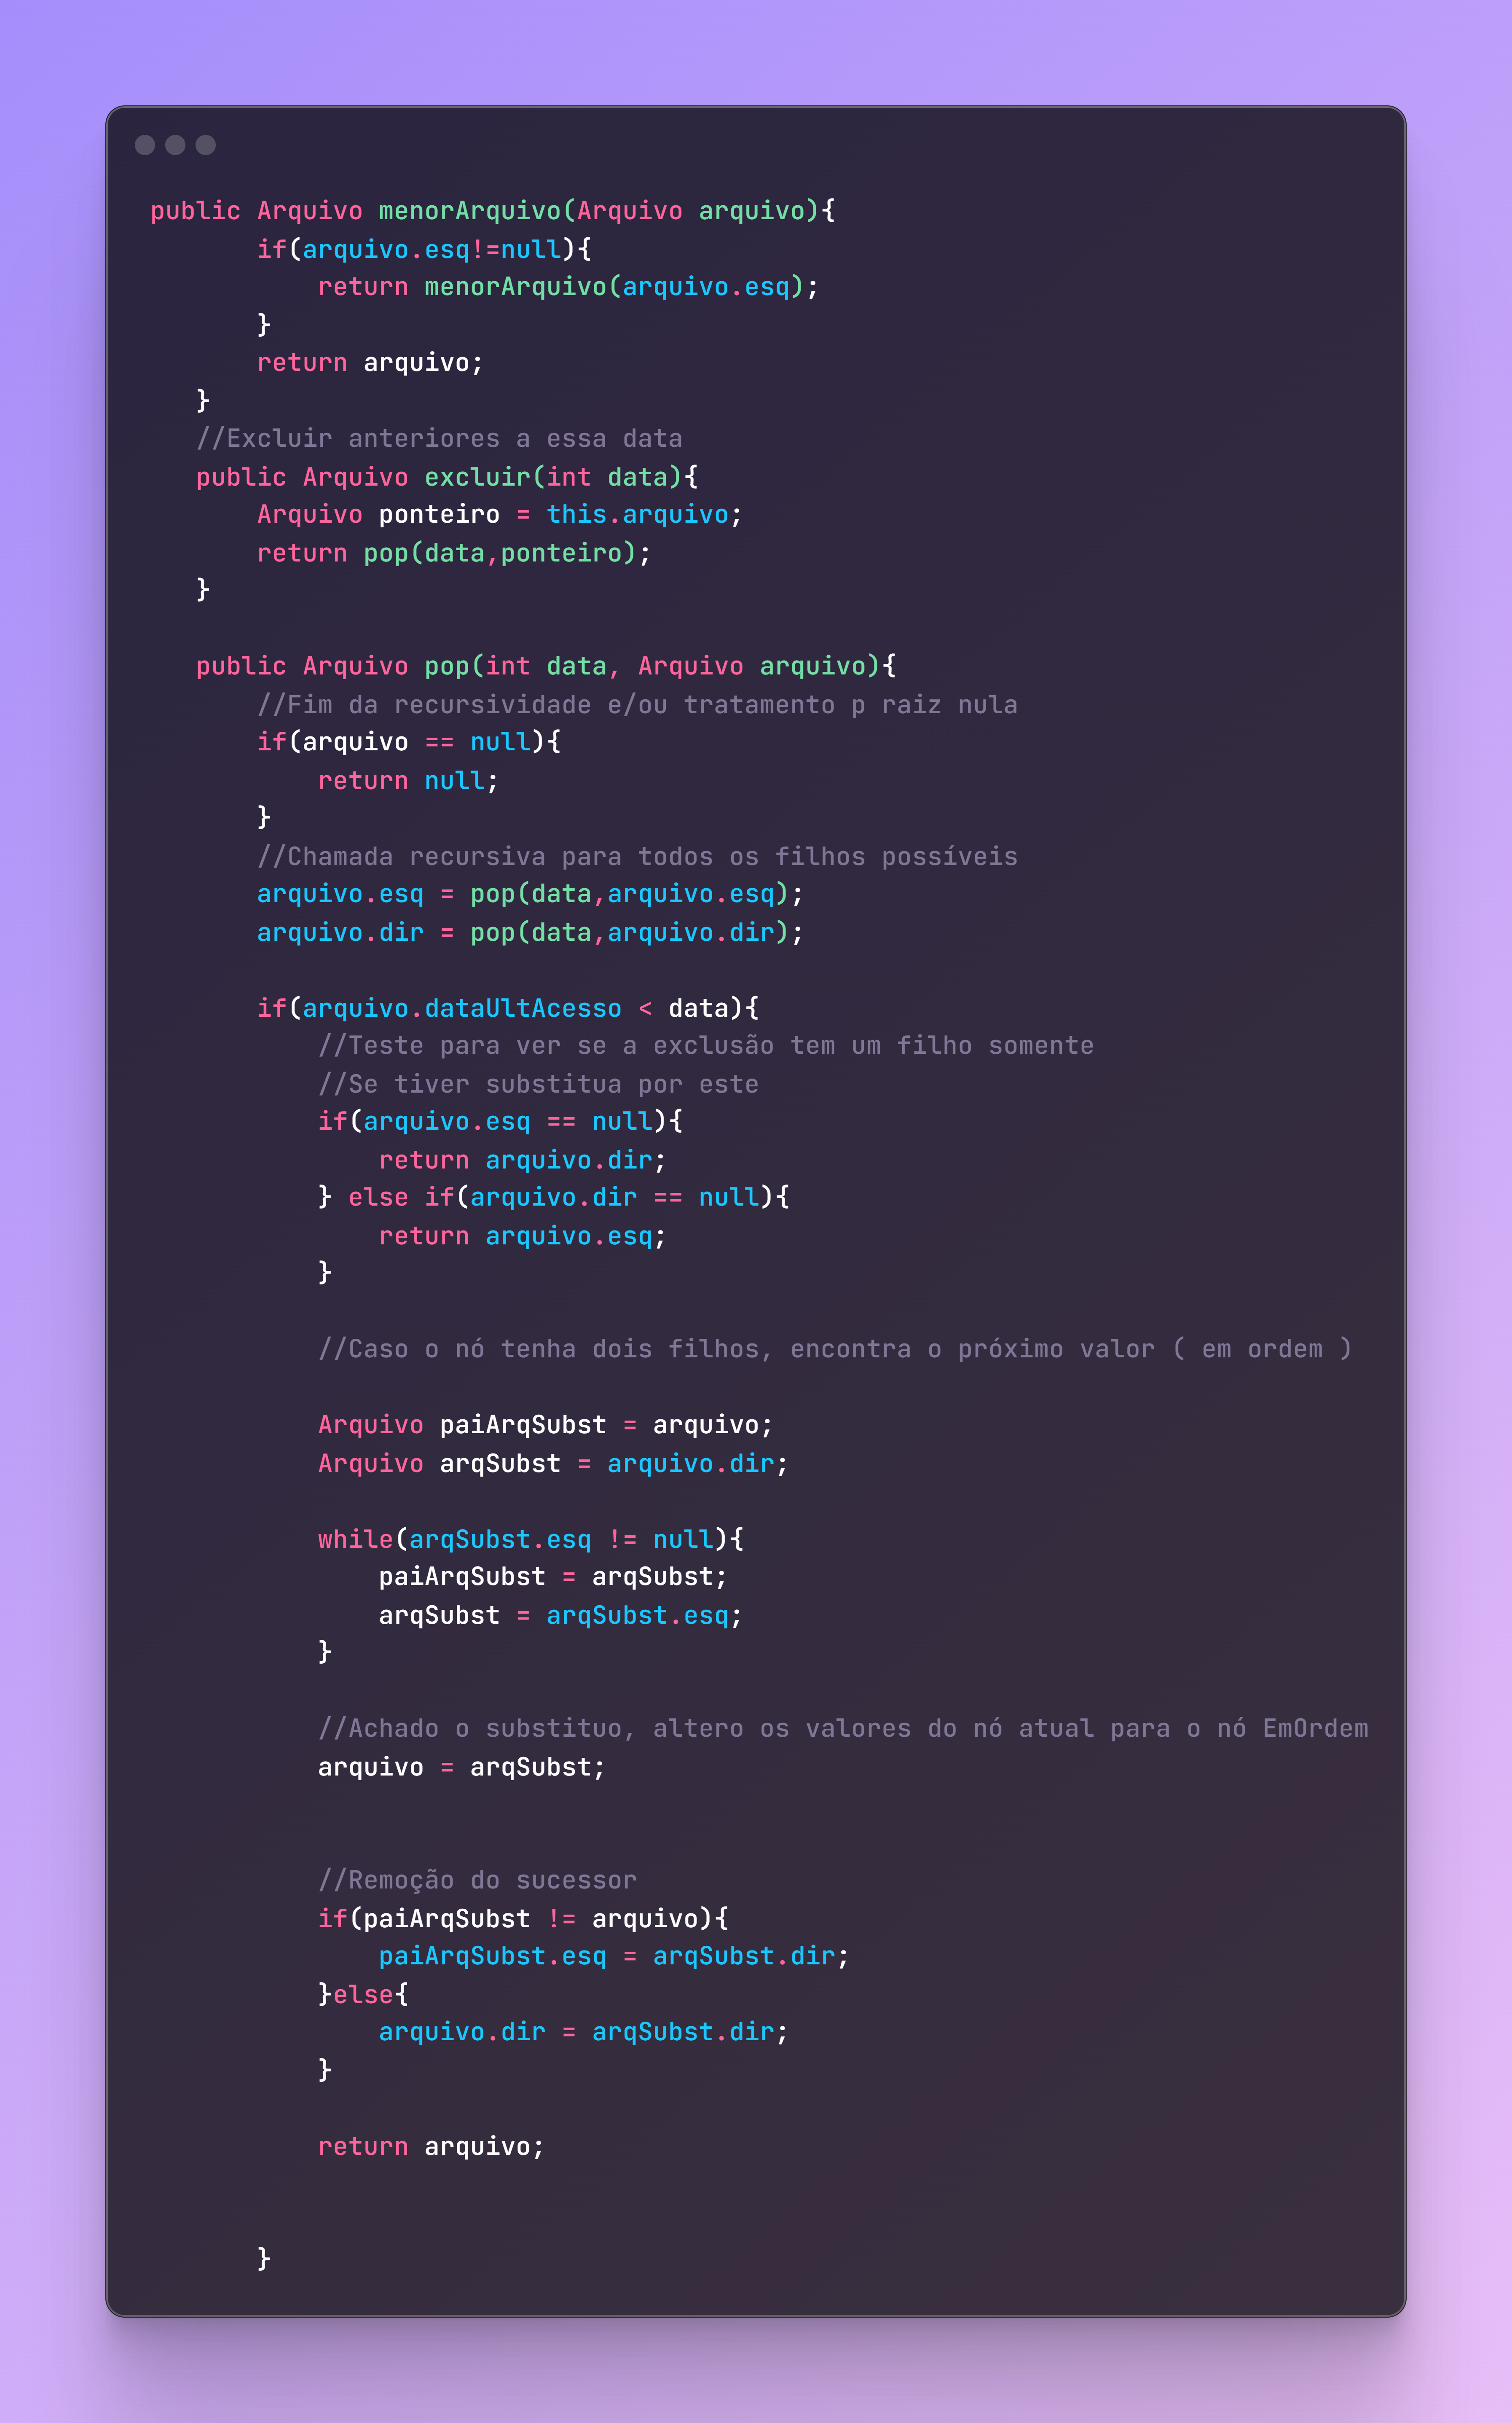 public Arquivo menorArquivo(Arquivo arquivo){
if(arquivo.esq!=null){
return menorArquivo(arquivo.esq);
}
return arquivo;
}
//Excluir anteriores a essa data
public Arquivo excluir(int data){
Arquivo ponteiro = this.arquivo;
return pop(data,ponteiro);
}
public Arquivo pop(int data, Arquivo arquivo){
//Fim da recursividade e/ou tratamento p raiz nula
if(arquivo == null){
return null;
}
//Chamada recursiva para todos os filhos possíveis
arquivo.esq = pop(data,arquivo.esq);
arquivo.dir = pop(data,arquivo.dir);
if(arquivo.dataUltAcesso < data){
//Teste para ver se a exclusão tem um filho somente
//Se tiver substitua por este
if(arquivo.esq == null){
return arquivo.dir;
} else if(arquivo.dir == null){
return arquivo.esq;
}
//Caso o nó tenha dois filhos, encontra o próximo valor ( em ordem )
Arquivo paiArqSubst = arquivo;
Arquivo arqSubst = arquivo.dir;
while(arqSubst.esq != null){
paiArqSubst = arqSubst;
arqSubst = arqSubst.esq;
}
//Achado o substituo, altero os valores do nó atual para o nó EmOrdem
arquivo = arqSubst;
//Remoção do sucessor
if(paiArqSubst != arquivo){
paiArqSubst.esq = arqSubst.dir;
}else{
arquivo.dir = arqSubst.dir;
}
return arquivo;
}